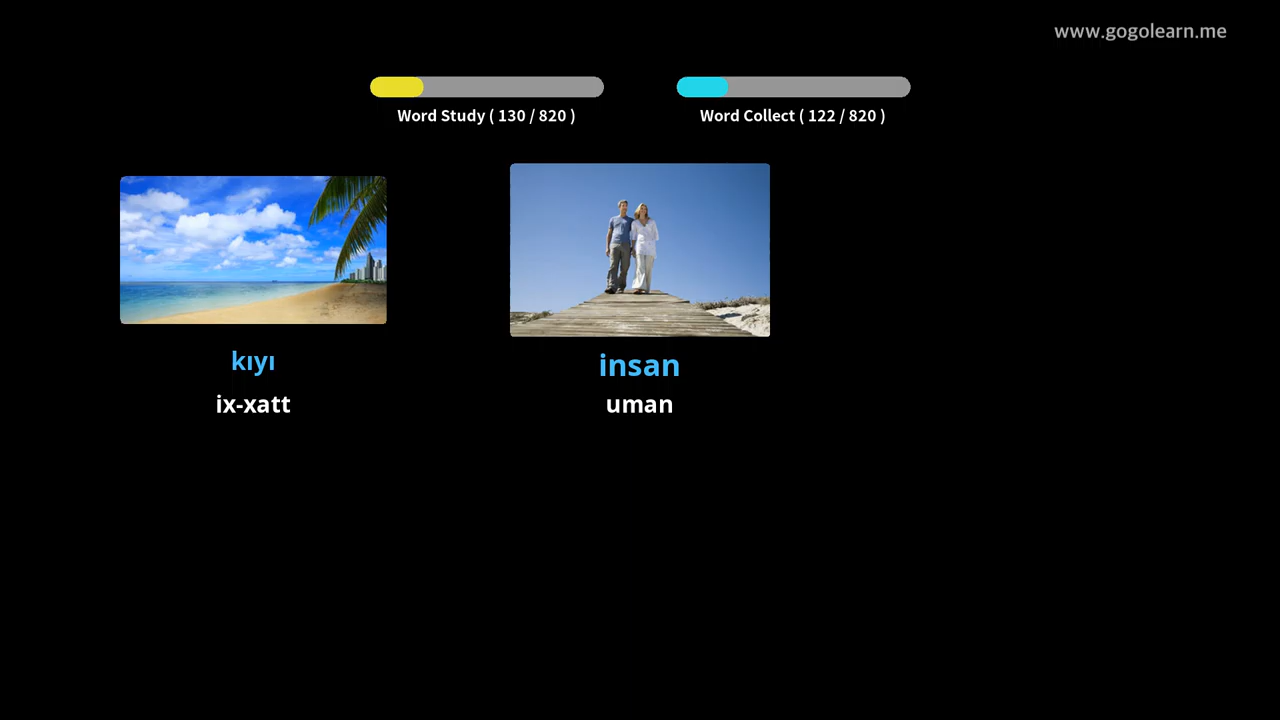 www.gogolearn.me
Word Study ( 130 / 820 )
Word Collect ( 122 / 820 )
kıyı
ix-xatt
insan
uman